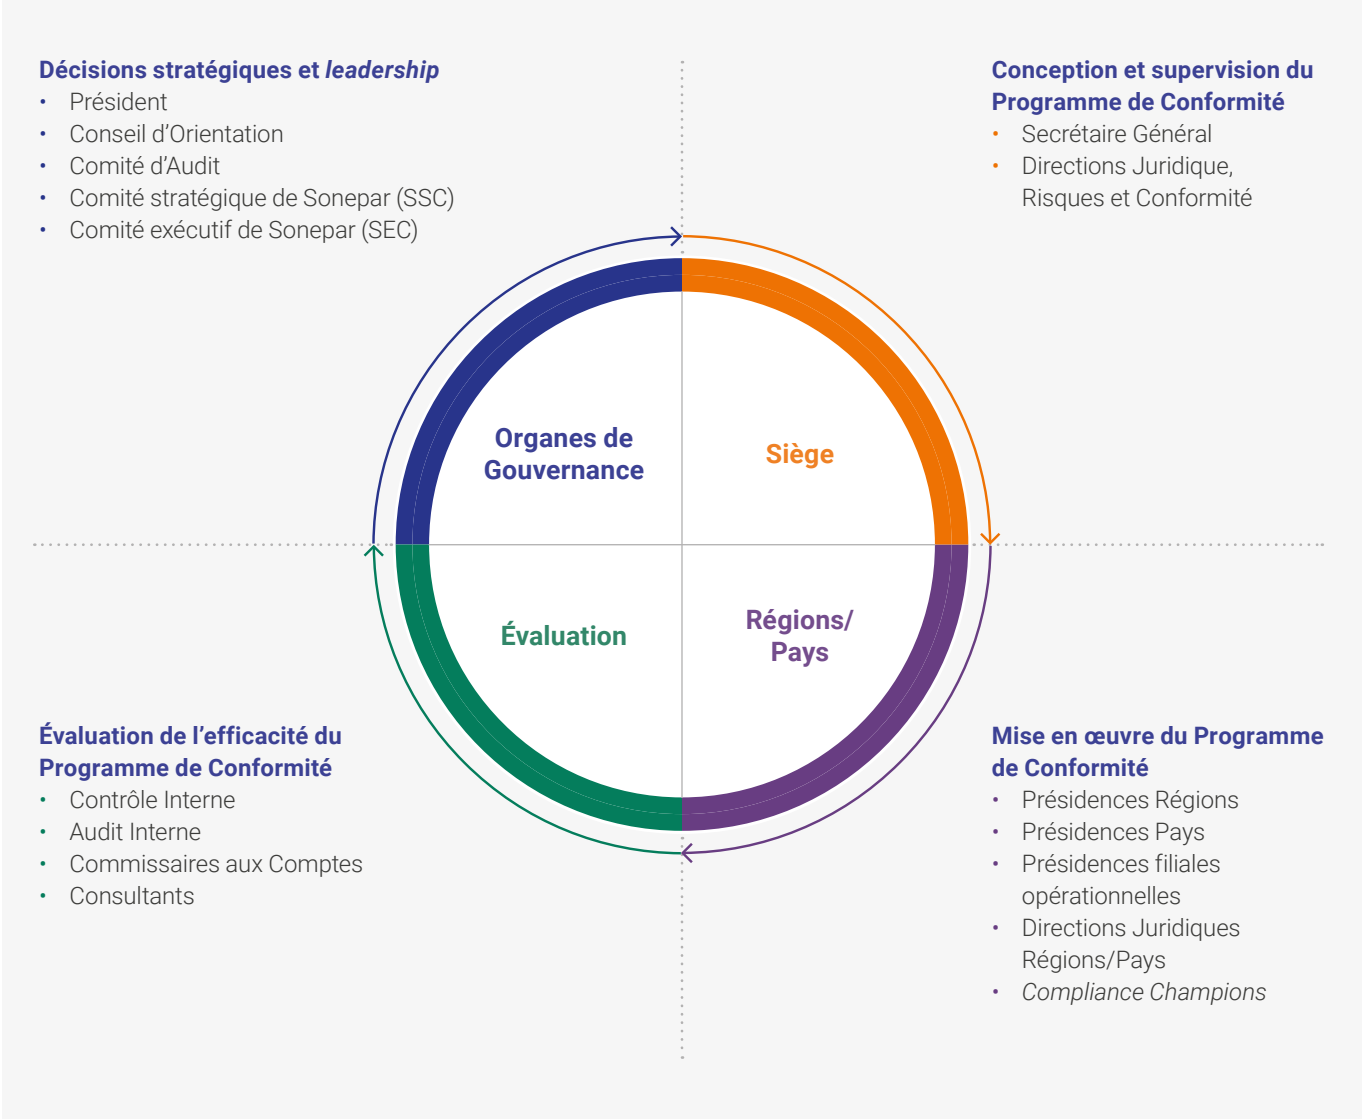 Décisions stratégiques et leadership
• Président
• Conseil d’Orientation
• Comité d’Audit
• Comité stratégique de Sonepar (SSC)
• Comité exécutif de Sonepar (SEC)
Conception et supervision du
Programme de Conformité
• Secrétaire Général
• Directions Juridique,
Risques et Conformité
Organes de
Gouvernance
Siège
Évaluation
Régions/
Pays
Évaluation de l’efficacité du
Programme de Conformité
• Contrôle Interne
• Audit Interne
• Commissaires aux Comptes
• Consultants
Mise en œuvre du Programme
de Conformité
• Présidences Régions
• Présidences Pays
• Présidences filiales
opérationnelles
• Directions Juridiques
Régions/Pays
• Compliance Champions